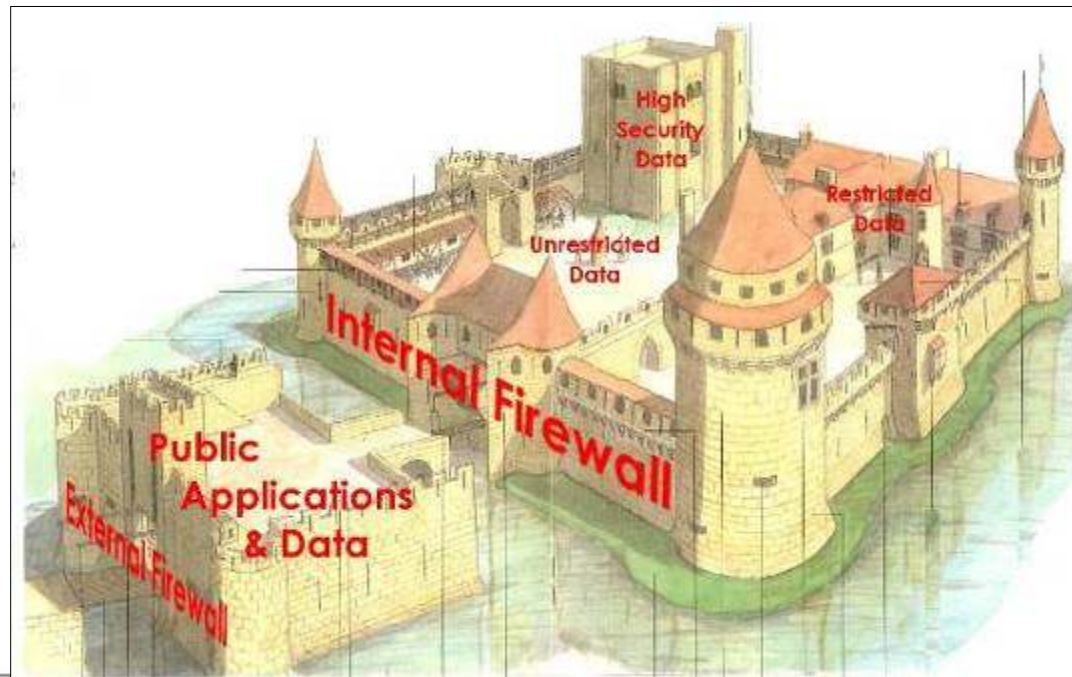 High
Security
Data
Restricted
Data
Unrestricted
Data
Internal Firewall
Public
Applications
& Data
External Firewall